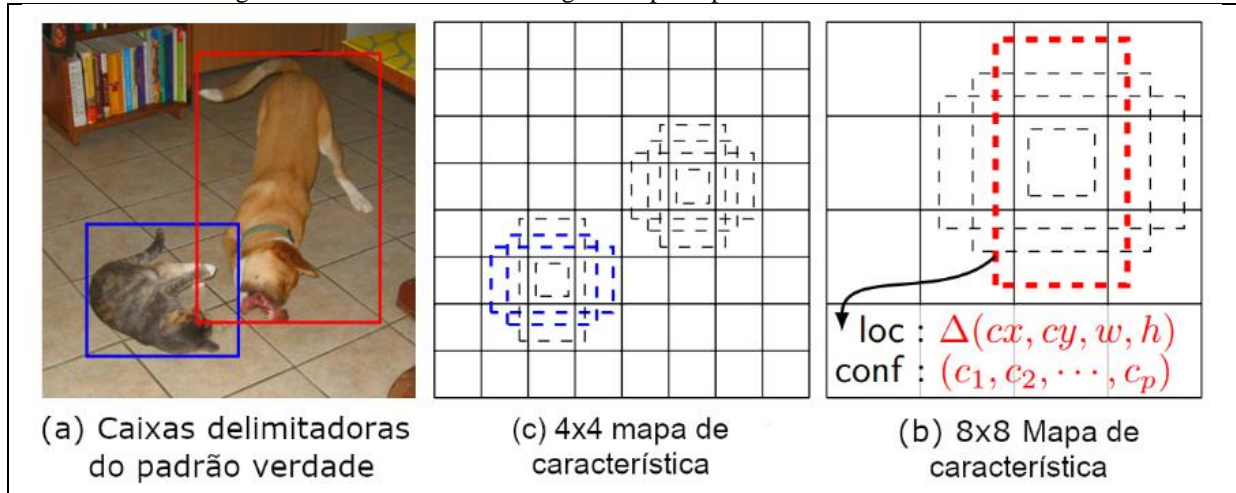 (a) Caixas delimitadoras
do padrão verdade
(c) 4x4 mapa de
característica
loc : Δ(cx, cy, w, h)
conf : (c₁, c₂, ⋯, cₚ)
(b) 8x8 Mapa de
característica